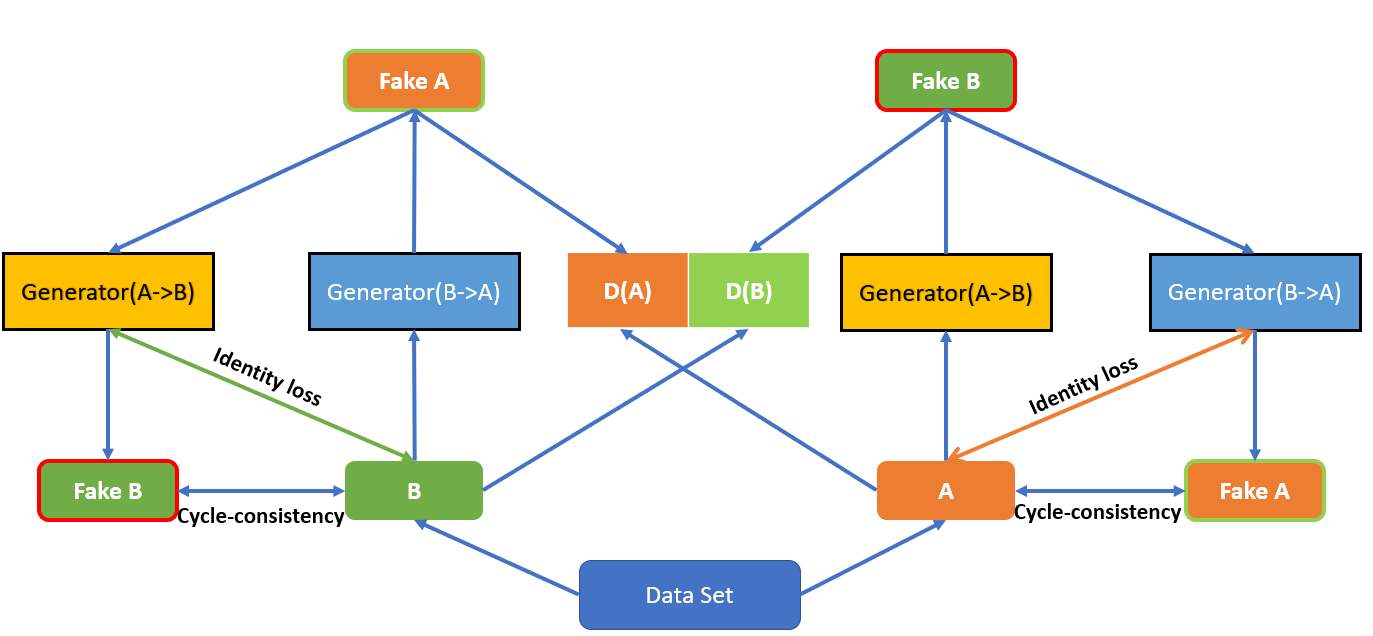 Fake A
Fake B
Generator(A->B)
Generator(B->A)
D(A)
D(B)
Generator(A->B)
Generator(B->A)
Identity loss
Identity loss
Fake B
Cycle-consistency
B
A
Cycle-consistency
Fake A
Data Set